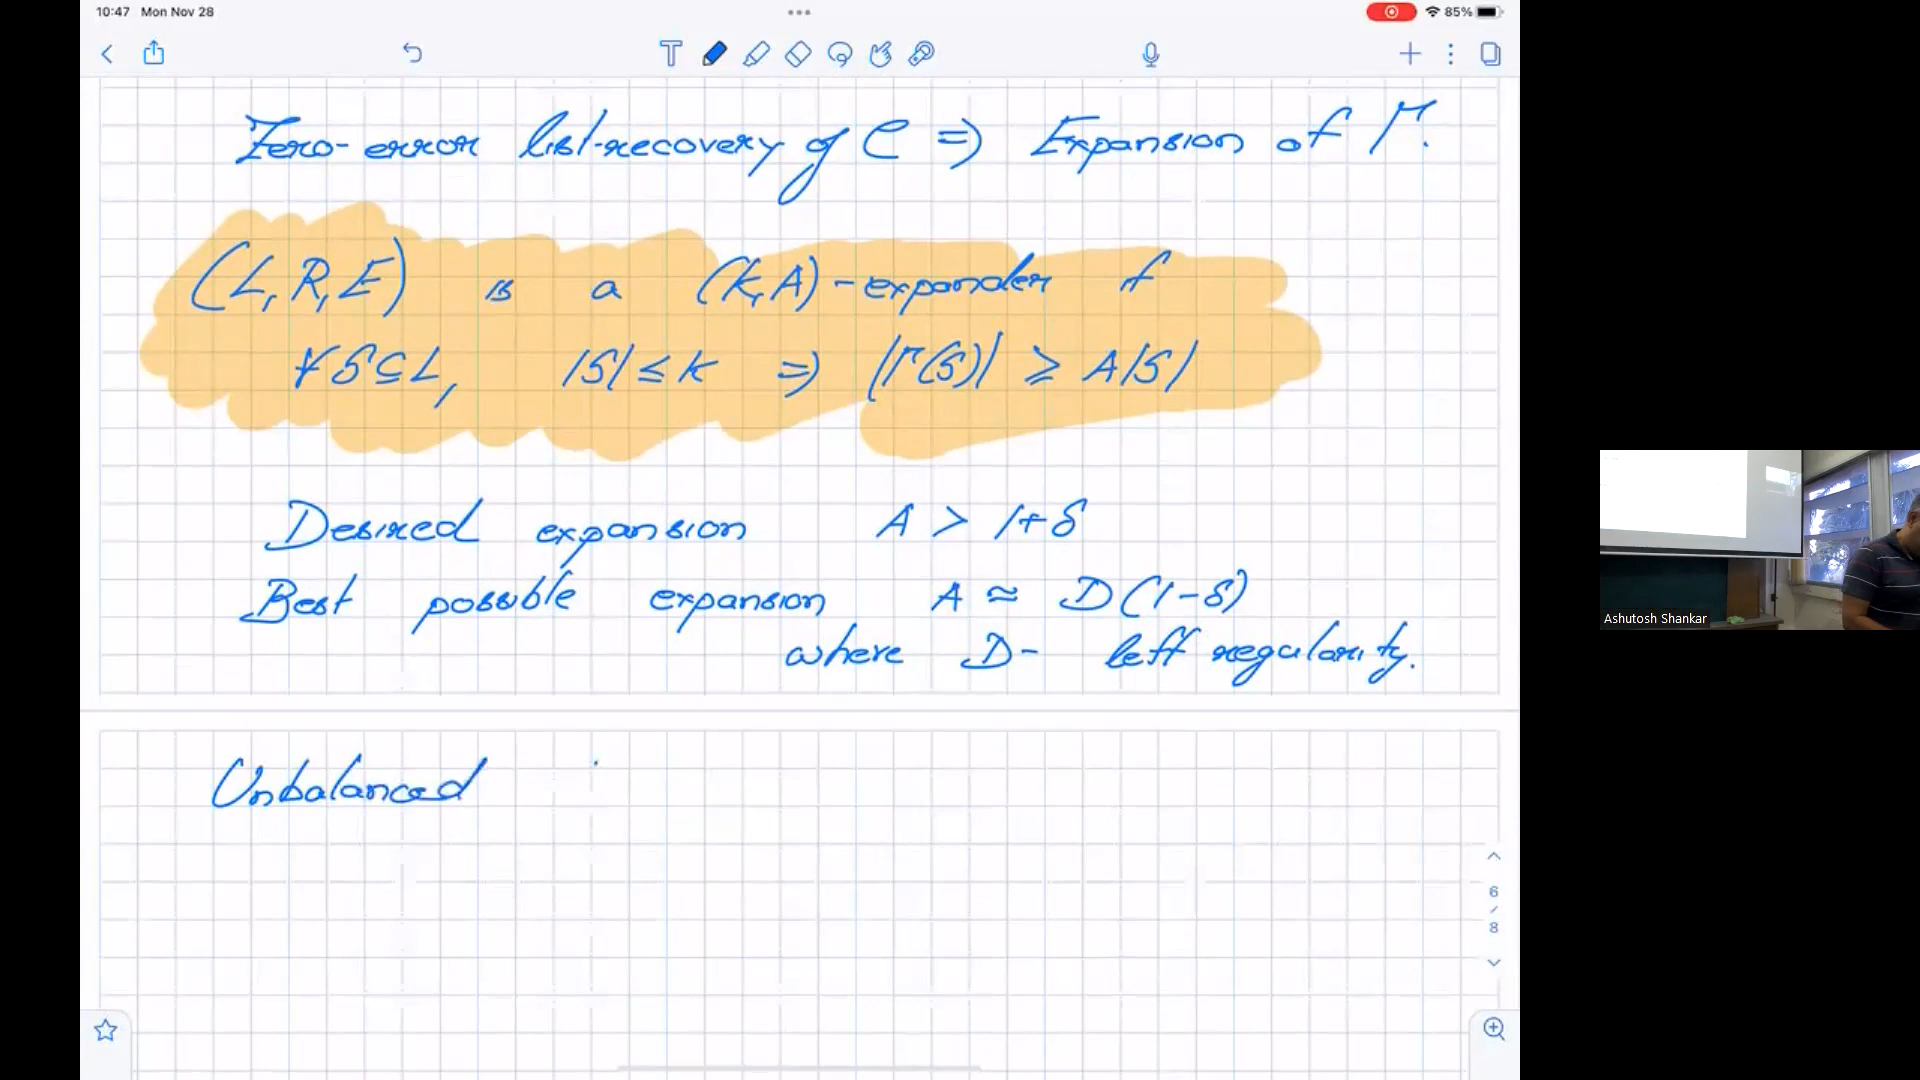 10:47 Mon Nov 28
85%
Zero-error list-recovery of C ⇒ Expansion of Γ.
(L, R, E) is a (K, A)-expander if
∀S⊆L, |S| ≤ K ⇒ |Γ(S)| ≥ A|S|
Desired expansion A > 1+δ
Best possible expansion A ≈ D(1-δ)
where D- left regularity.
Unbalanced
6
/
8
Ashutosh Shankar